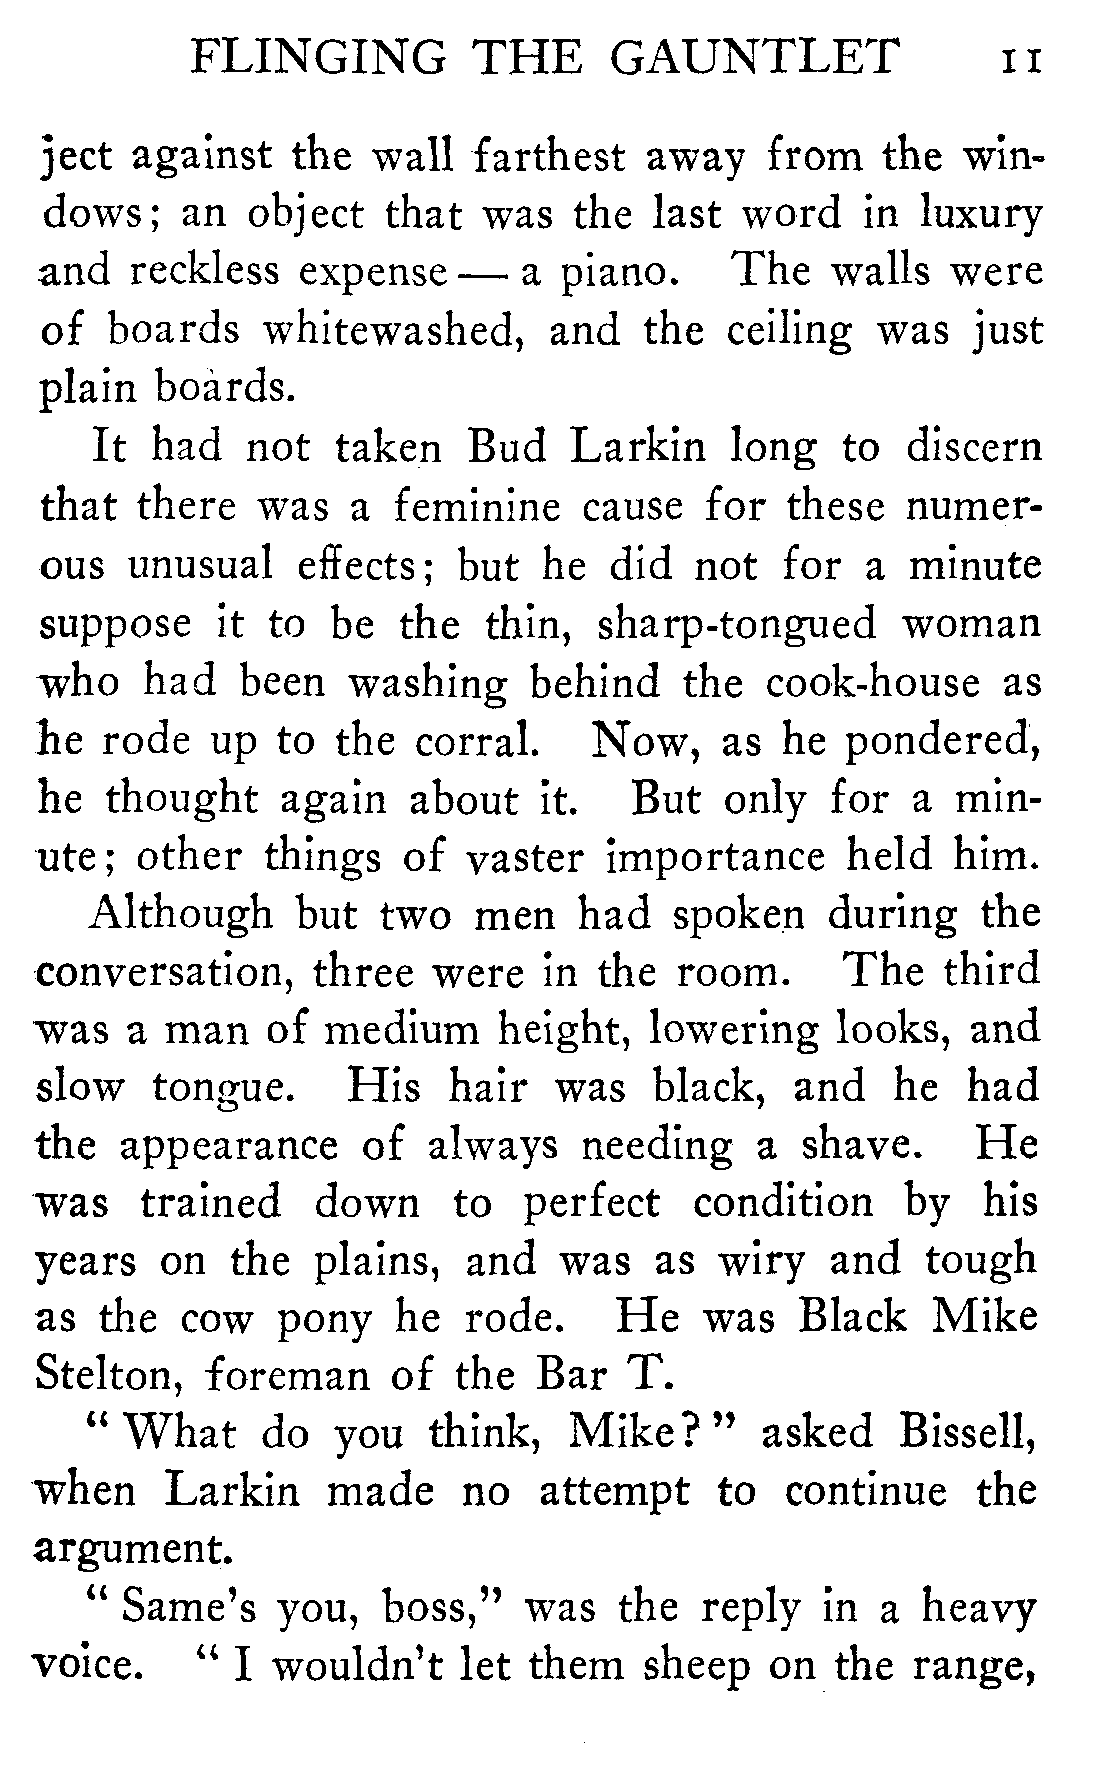 FLINGING THE GAUNTLET 11
ject against the wall farthest away from the win-
dows; an object that was the last word in luxury
and reckless expense — a piano. The walls were
of boards whitewashed, and the ceiling was just
plain boards.
It had not taken Bud Larkin long to discern
that there was a feminine cause for these numer-
ous unusual effects; but he did not for a minute
suppose it to be the thin, sharp-tongued woman
who had been washing behind the cook-house as
he rode up to the corral. Now, as he pondered,
he thought again about it. But only for a min-
ute; other things of vaster importance held him.
Although but two men had spoken during the
conversation, three were in the room. The third
was a man of medium height, lowering looks, and
slow tongue. His hair was black, and he had
the appearance of always needing a shave. He
was trained down to perfect condition by his
years on the plains, and was as wiry and tough
as the cow pony he rode. He was Black Mike
Stelton, foreman of the Bar T.
“ What do you think, Mike? ” asked Bissell,
when Larkin made no attempt to continue the
argument.
“ Same's you, boss,” was the reply in a heavy
voice. “ I wouldn't let them sheep on the range,